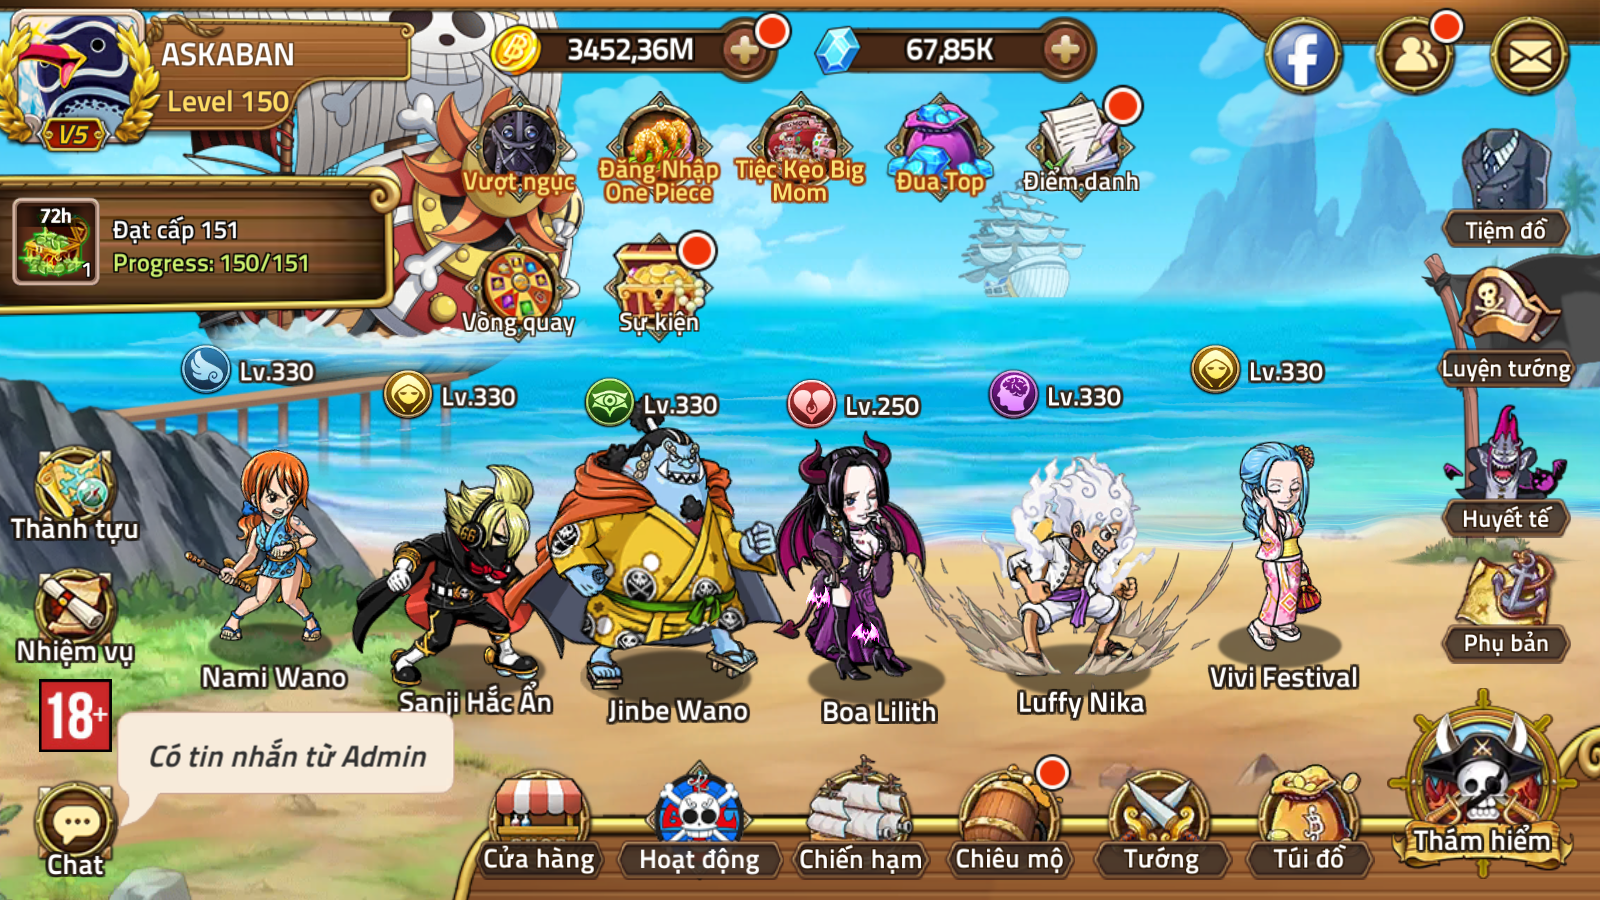 ASKABAN
Level 150
V5
3452,36M
67,85K
Vượt ngục
Đăng Nhập
One Piece
Tiệc Kẹo Big
Mom
Đua Top
Điểm danh
72h
1
Đạt cấp 151
Progress: 150/151
Vòng quay
Sự kiện
Tiệm đồ
Luyện tướng
Huyết tế
Phụ bản
Lv.330
Lv.330
Lv.330
Lv.250
Lv.330
Lv.330
Thành tựu
Nhiệm vụ
66
Nami Wano
Sanji Hắc Ẩn
Jinbe Wano
Boa Lilith
Luffy Nika
Vivi Festival
18+
Có tin nhắn từ Admin
Chat
Cửa hàng
Hoạt động
Chiến hạm
Chiêu mộ
Tướng
Túi đồ
Thám hiểm